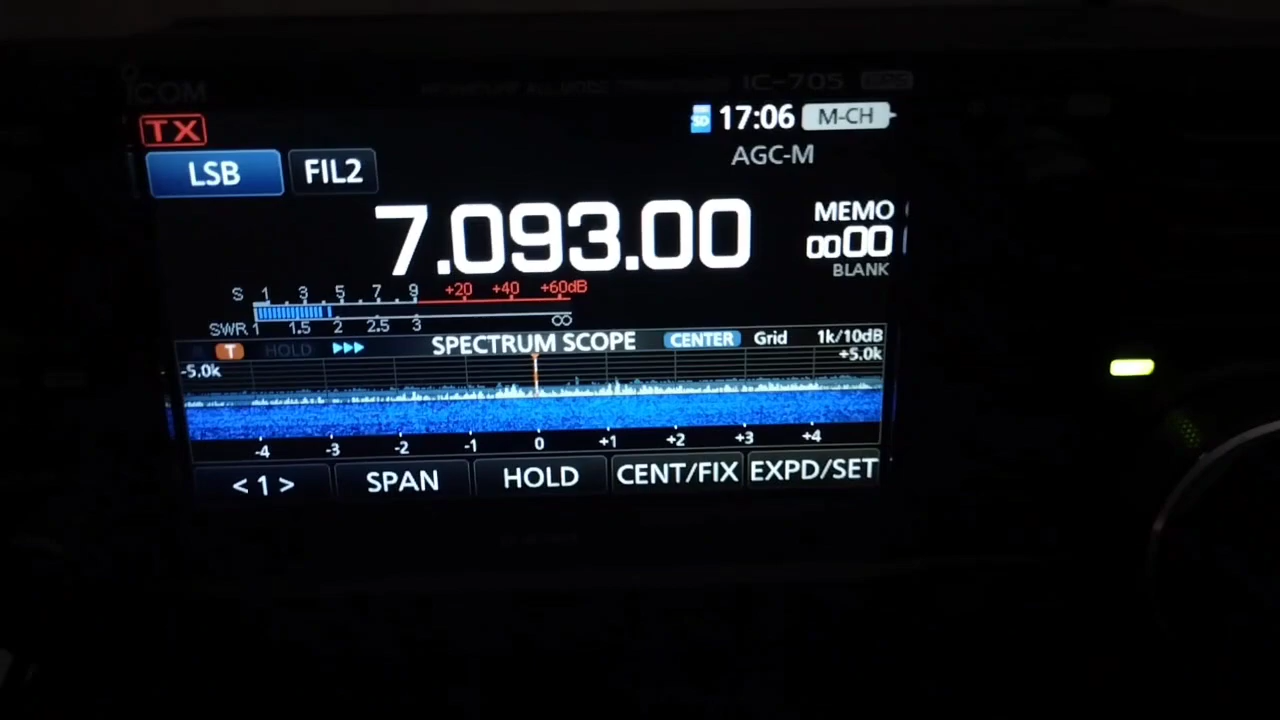 ICOM IC-705
TX SD 17:06 M-CH
AGC-M
LSB FIL2
7.093.00 MEMO
0000
BLANK
S 1 3 5 7 9 +20 +40 +60dB
SWR 1 1.5 2 2.5 3 ∞
T HOLD SPECTRUM SCOPE CENTER Grid 1k/10dB
-5.0k +5.0k
-4 -3 -2 -1 0 +1 +2 +3 +4
< 1 > SPAN HOLD CENT/FIX EXPD/SET